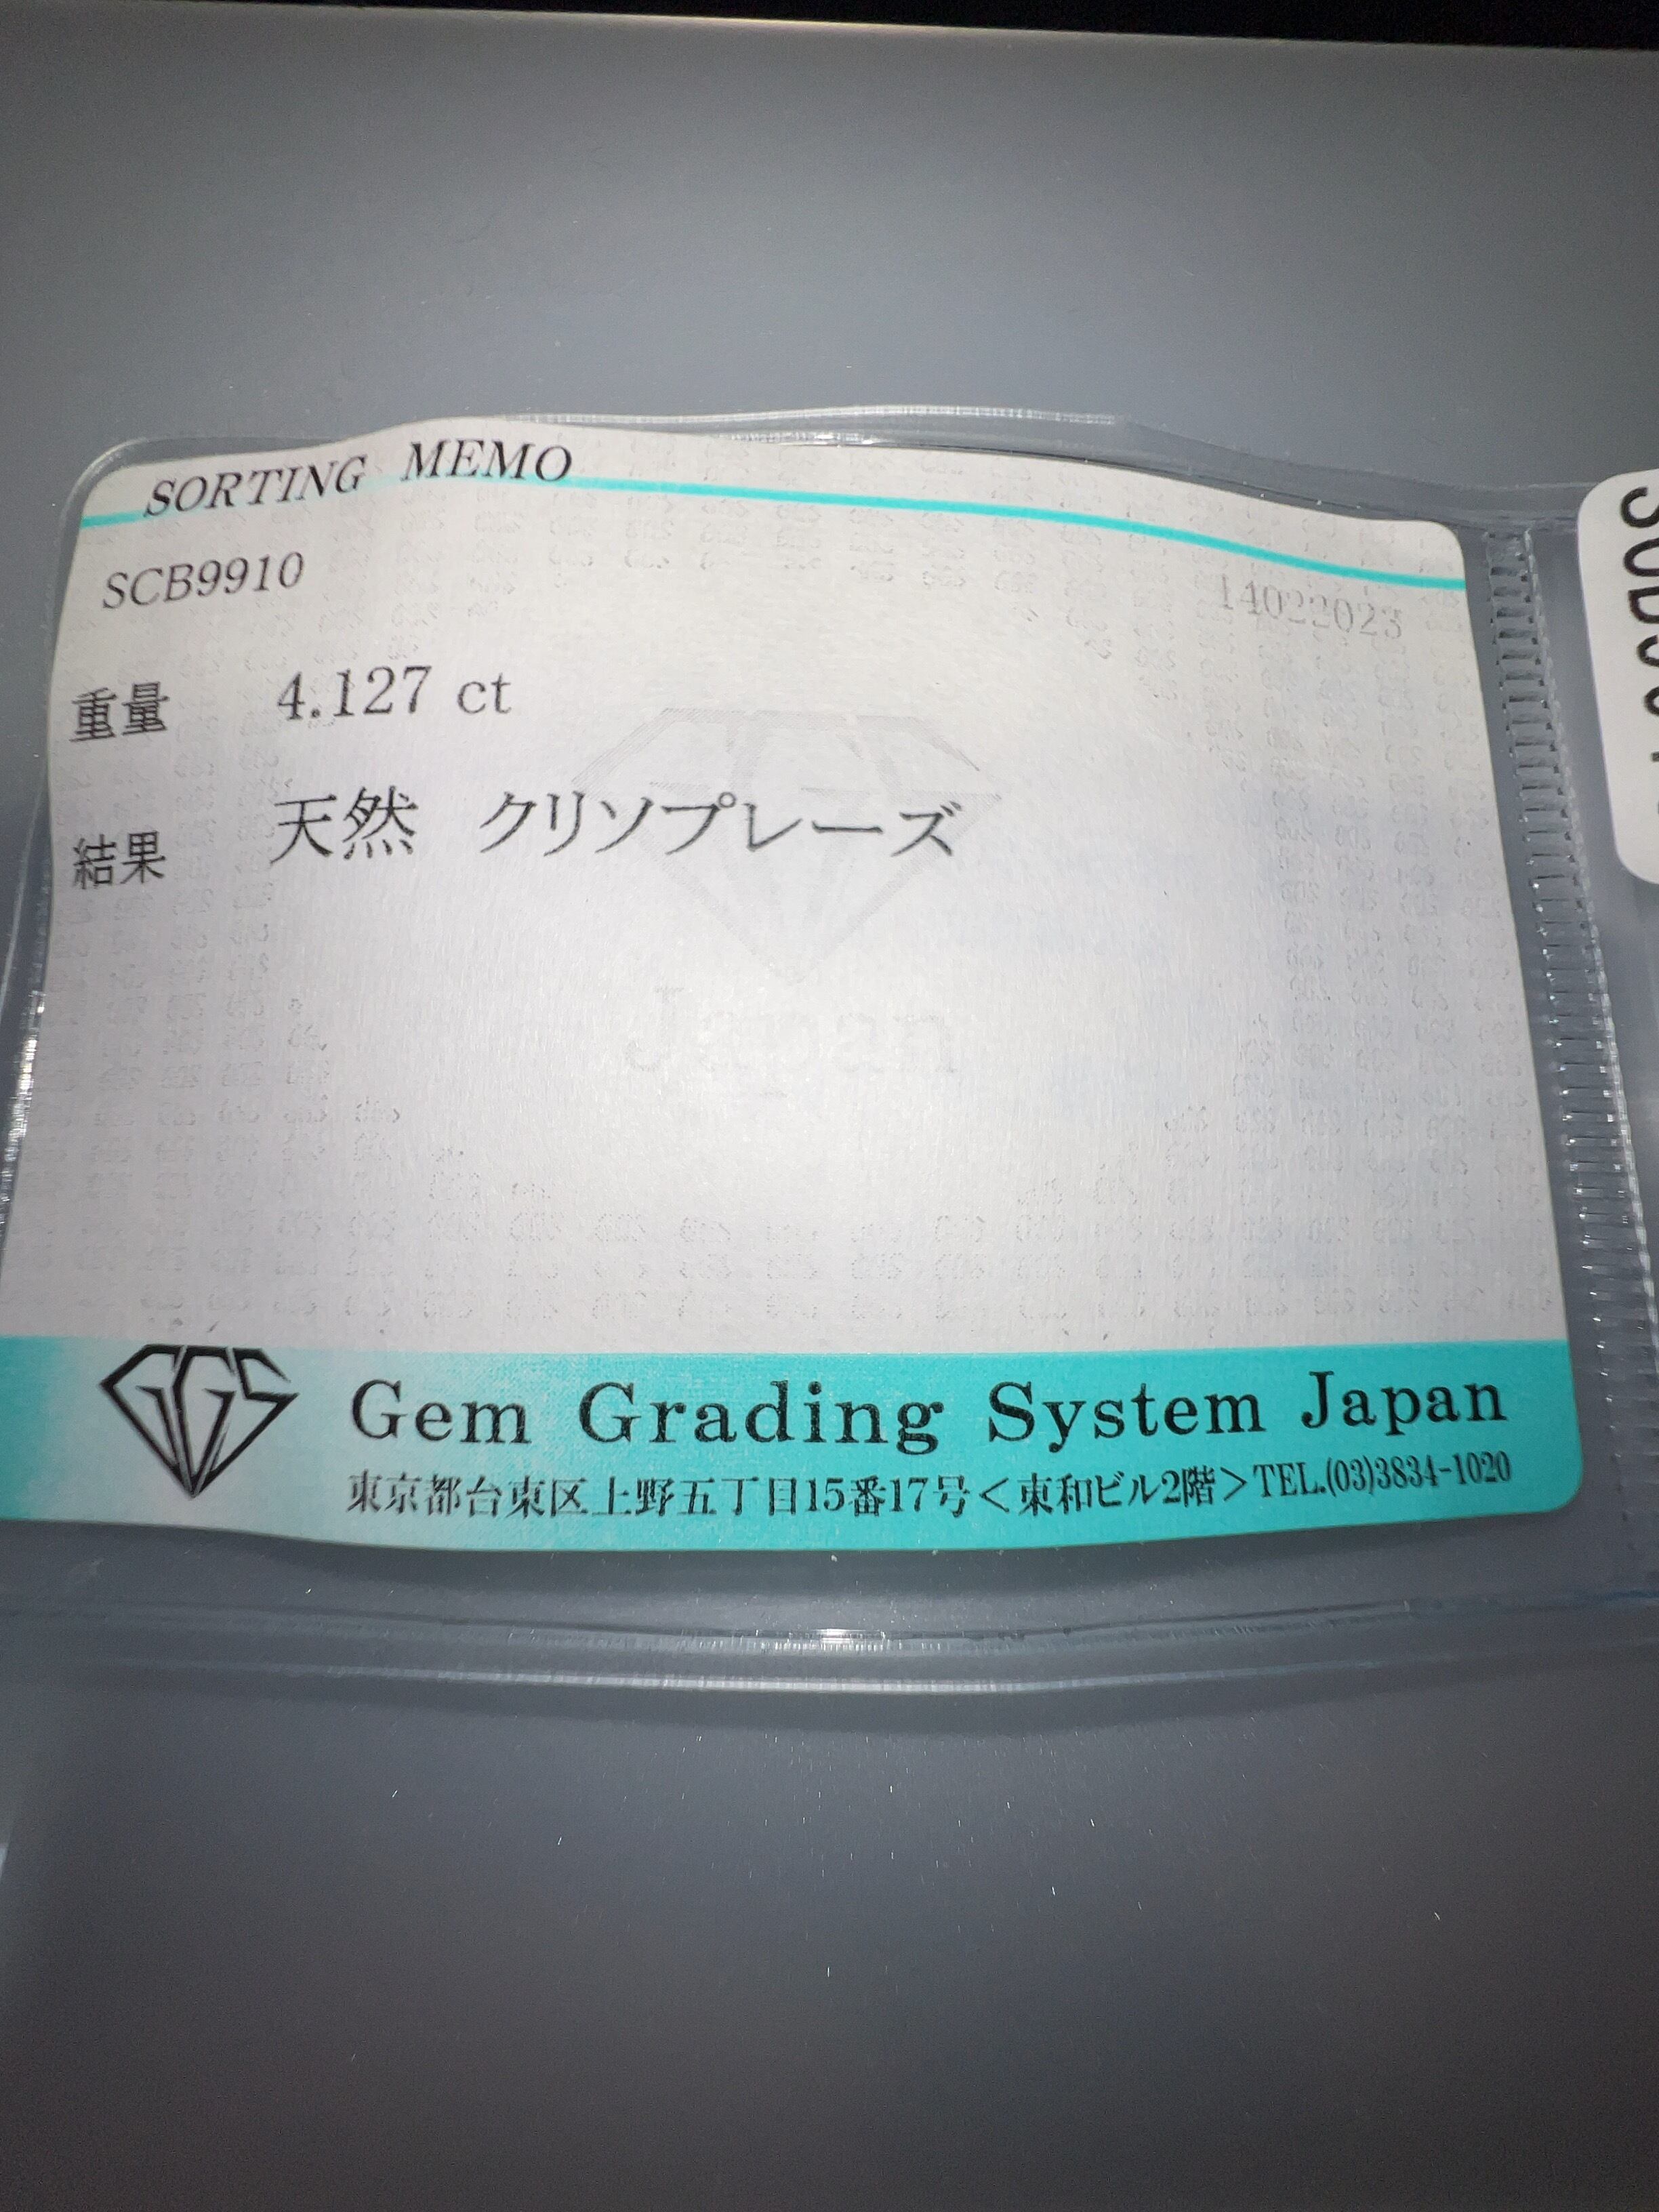 SORTING MEMO
SCB9910
14022023
重量 4.127 ct
結果 天然 クリソプレーズ
Japan
GGS
Gem Grading System Japan
東京都台東区上野五丁目15番17号＜東和ビル2階＞TEL.(03)3834-1020